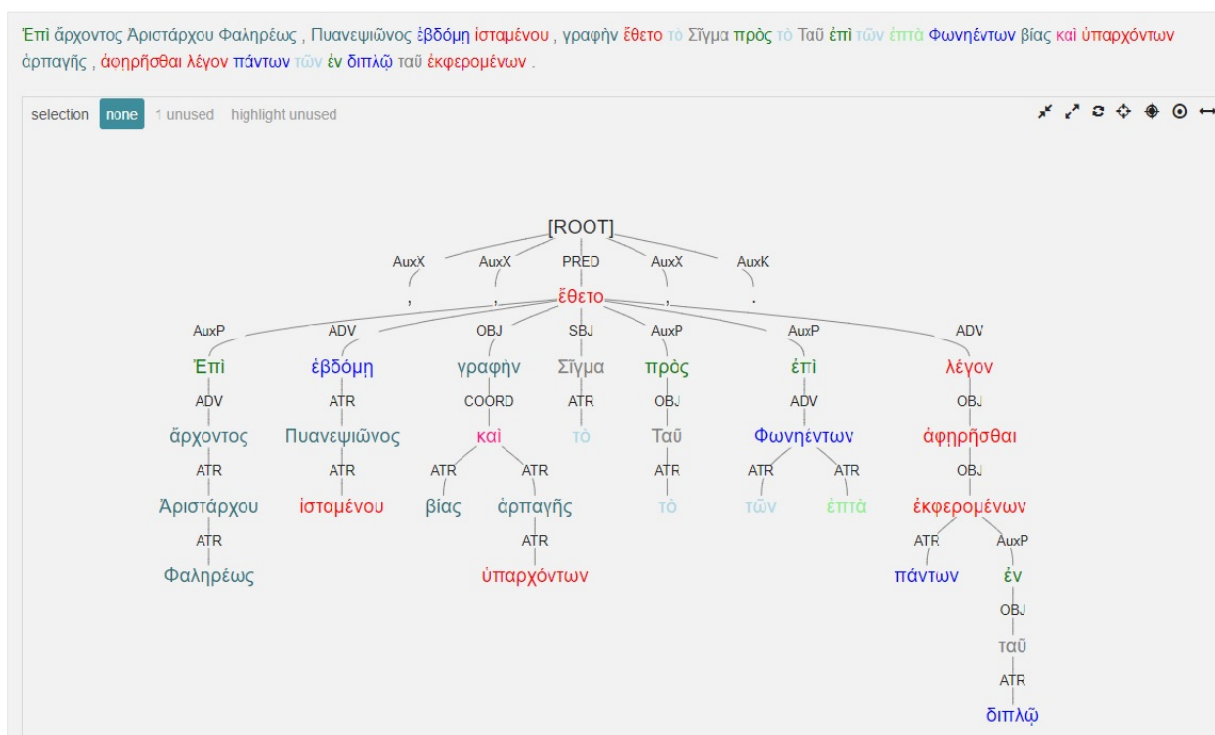 Ἐπὶ ἄρχοντος Ἀριστάρχου Φαληρέως , Πυανεψιῶνος ἑβδόμῃ ἱσταμένου , γραφὴν ἔθετο τὸ Σῖγμα πρὸς τὸ Ταῦ ἐπὶ τῶν ἑπτὰ Φωνηέντων βίας καὶ ὑπαρχόντων
ἁρπαγῆς , ἀφῃρῆσθαι λέγον πάντων τῶν ἐν διπλῷ ταῦ ἐκφερομένων .
selection none 1 unused highlight unused
[ROOT]
AuxX AuxX PRED AuxX AuxK
, , ἔθετο , .
AuxP ADV OBJ SBJ AuxP AuxP ADV
Ἐπὶ ἑβδόμῃ γραφὴν Σῖγμα πρὸς ἐπὶ λέγον
ADV ATR COORD ATR OBJ ADV OBJ
ἄρχοντος Πυανεψιῶνος καὶ τὸ Ταῦ Φωνηέντων ἀφῃρῆσθαι
ATR ATR ATR ATR ATR ATR ATR OBJ
Ἀριστάρχου ἱσταμένου βίας ἁρπαγῆς τὸ τῶν ἑπτὰ ἐκφερομένων
ATR ATR ATR AuxP
Φαληρέως ὑπαρχόντων πάντων ἐν
OBJ
ταῦ
ATR
διπλῷ